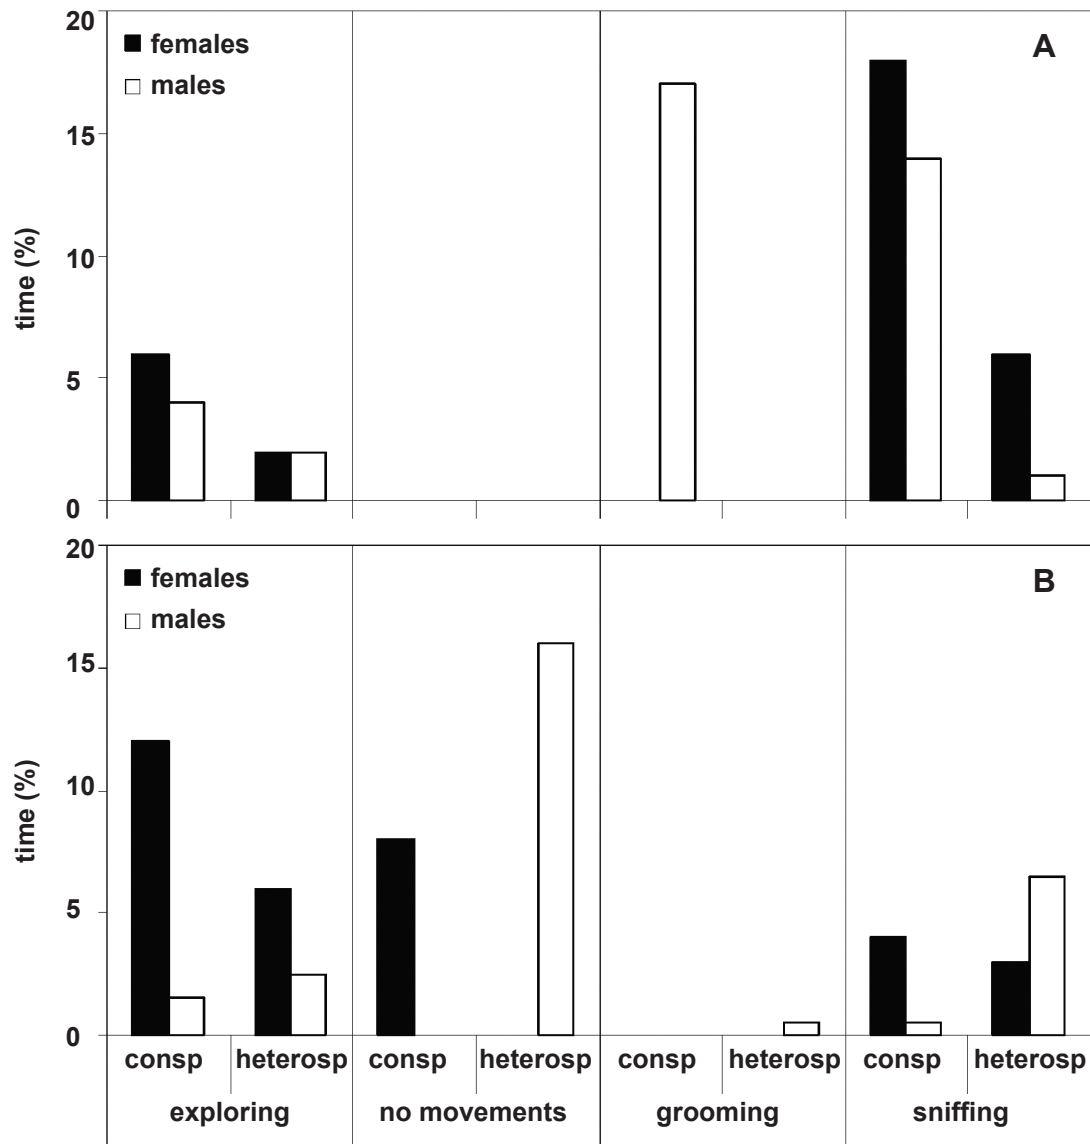 20
females
A
males
15
10
time (%)
5
0
20
females
B
males
15
10
time (%)
5
0
consp heterosp consp heterosp consp heterosp consp heterosp
exploring no movements grooming sniffing